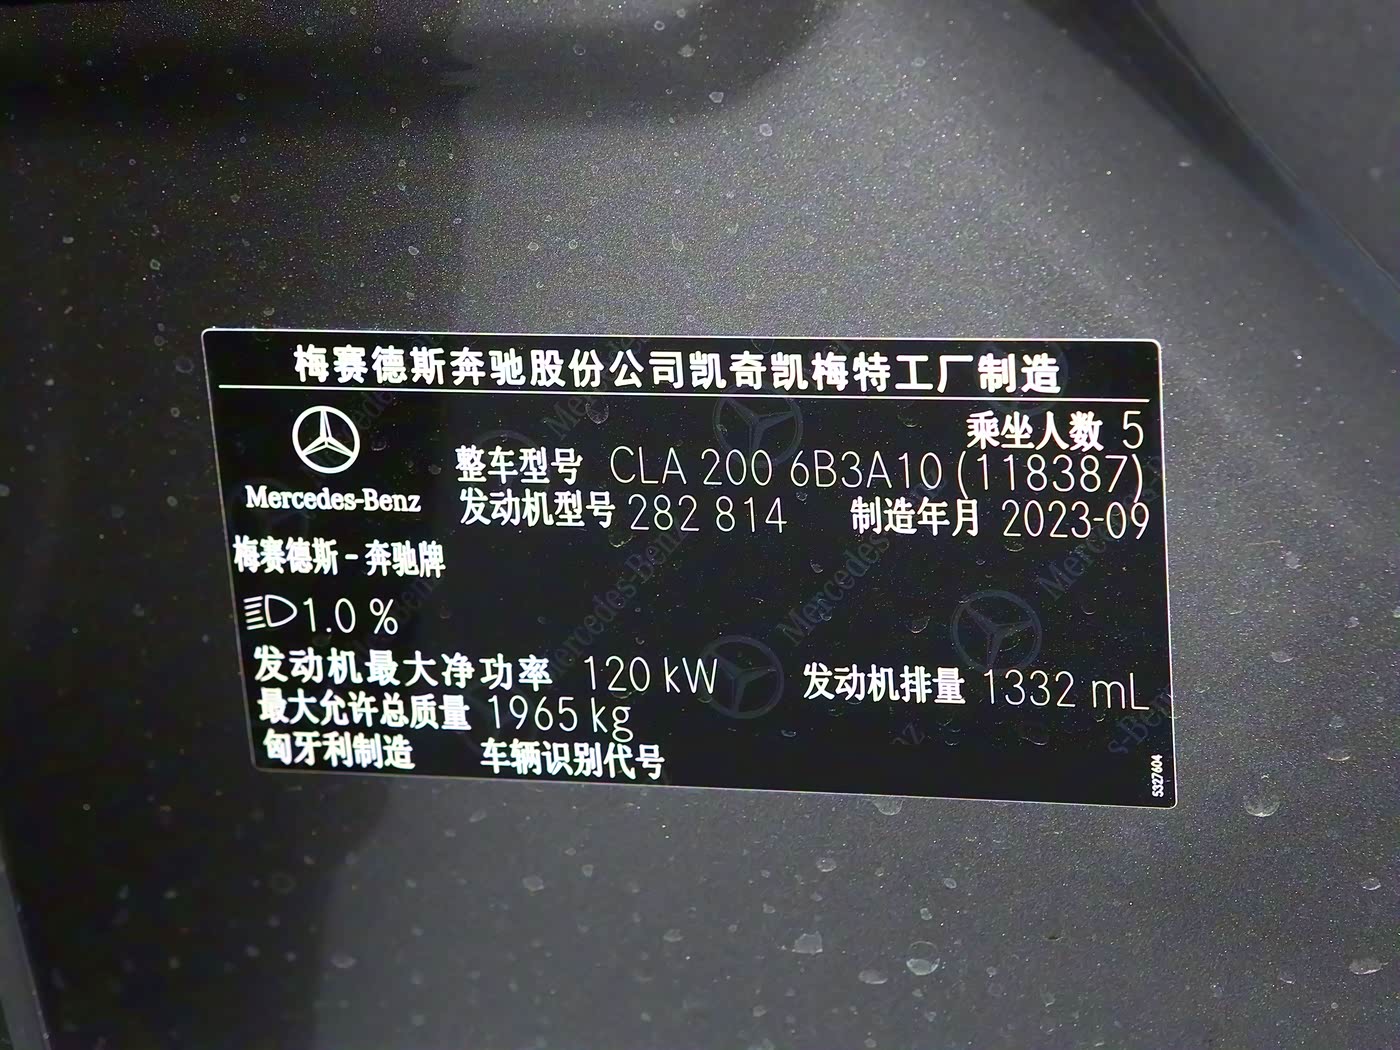 梅赛德斯奔驰股份公司凯奇凯梅特工厂制造
乘坐人数 5
整车型号 CLA 200 6B3A10 (118387)
Mercedes-Benz
发动机型号 282 814 制造年月 2023-09
梅赛德斯-奔驰牌
1.0 %
发动机最大净功率 120 kW 发动机排量 1332 mL
最大允许总质量 1965 kg
匈牙利制造 车辆识别代号
5327604